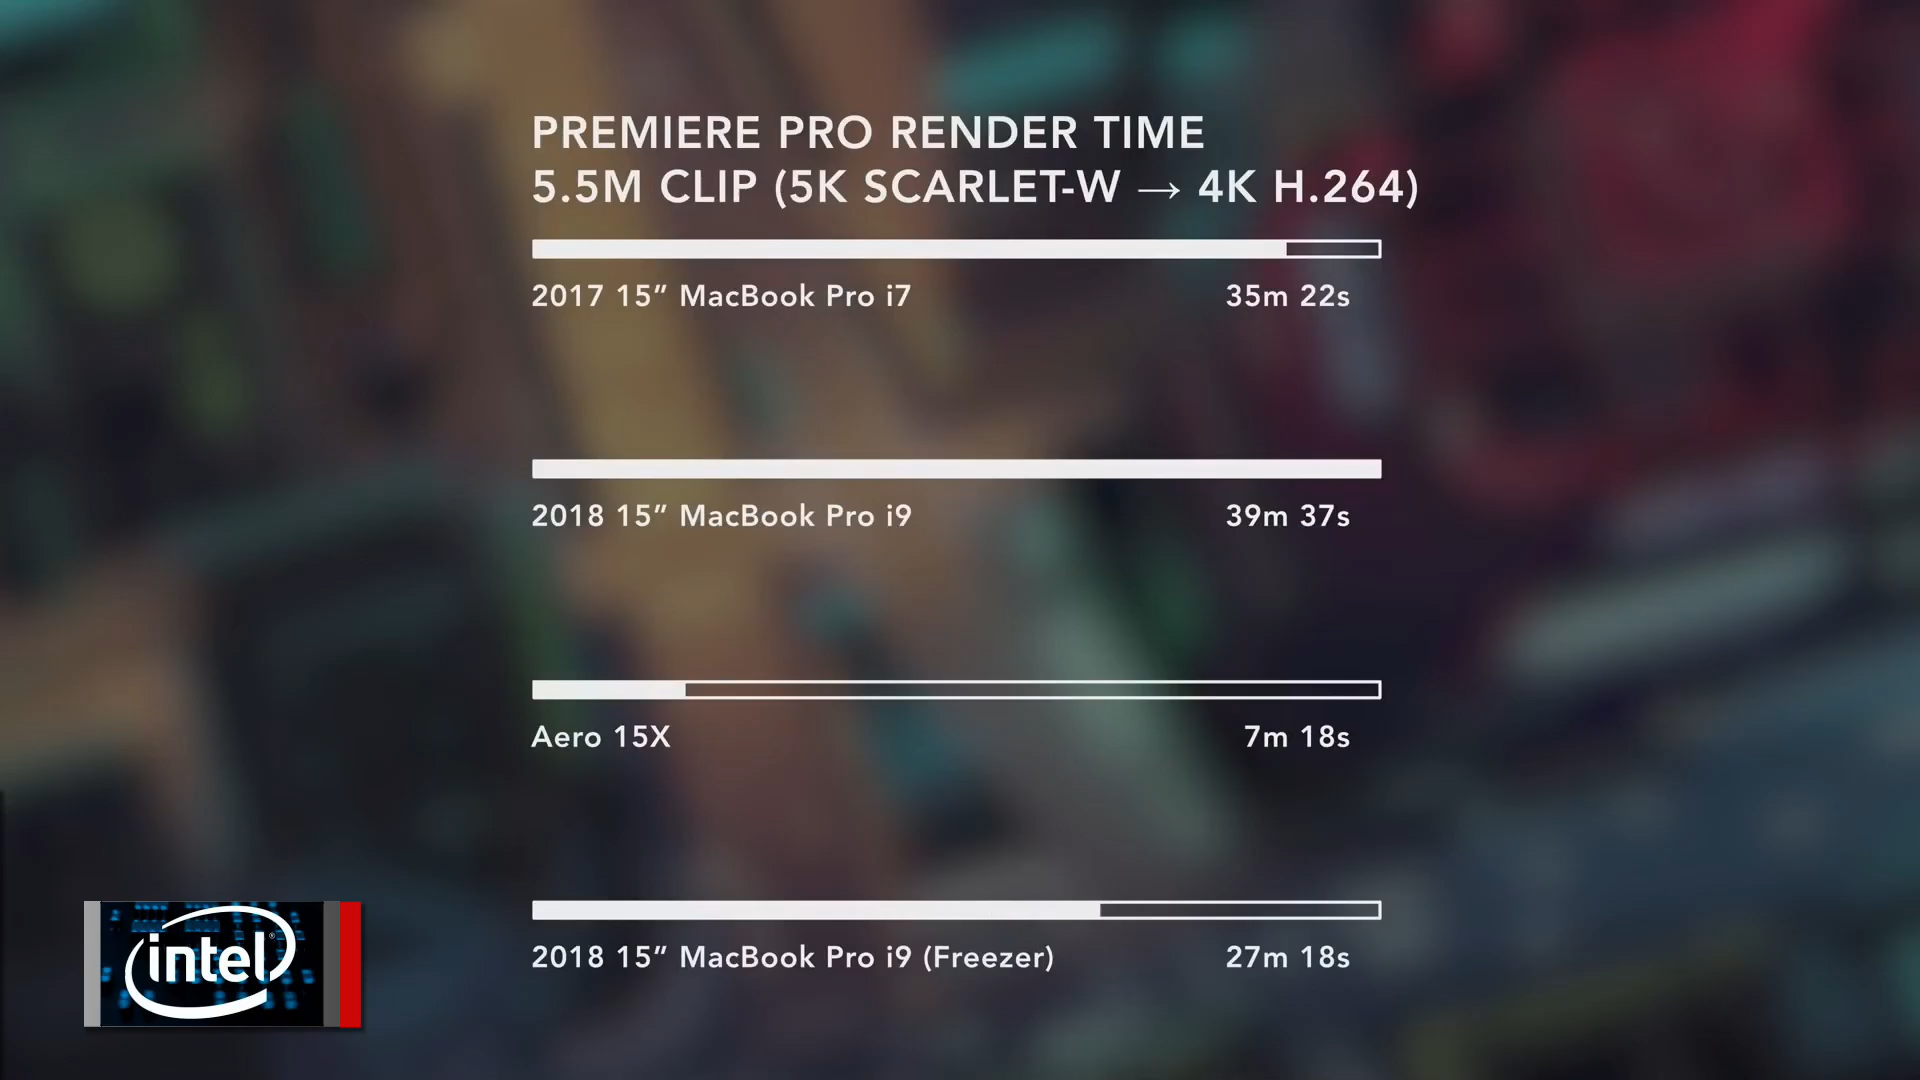 PREMIERE PRO RENDER TIME
5.5M CLIP (5K SCARLET-W → 4K H.264)
2017 15” MacBook Pro i7 35m 22s
2018 15” MacBook Pro i9 39m 37s
Aero 15X 7m 18s
2018 15” MacBook Pro i9 (Freezer) 27m 18s
intel®